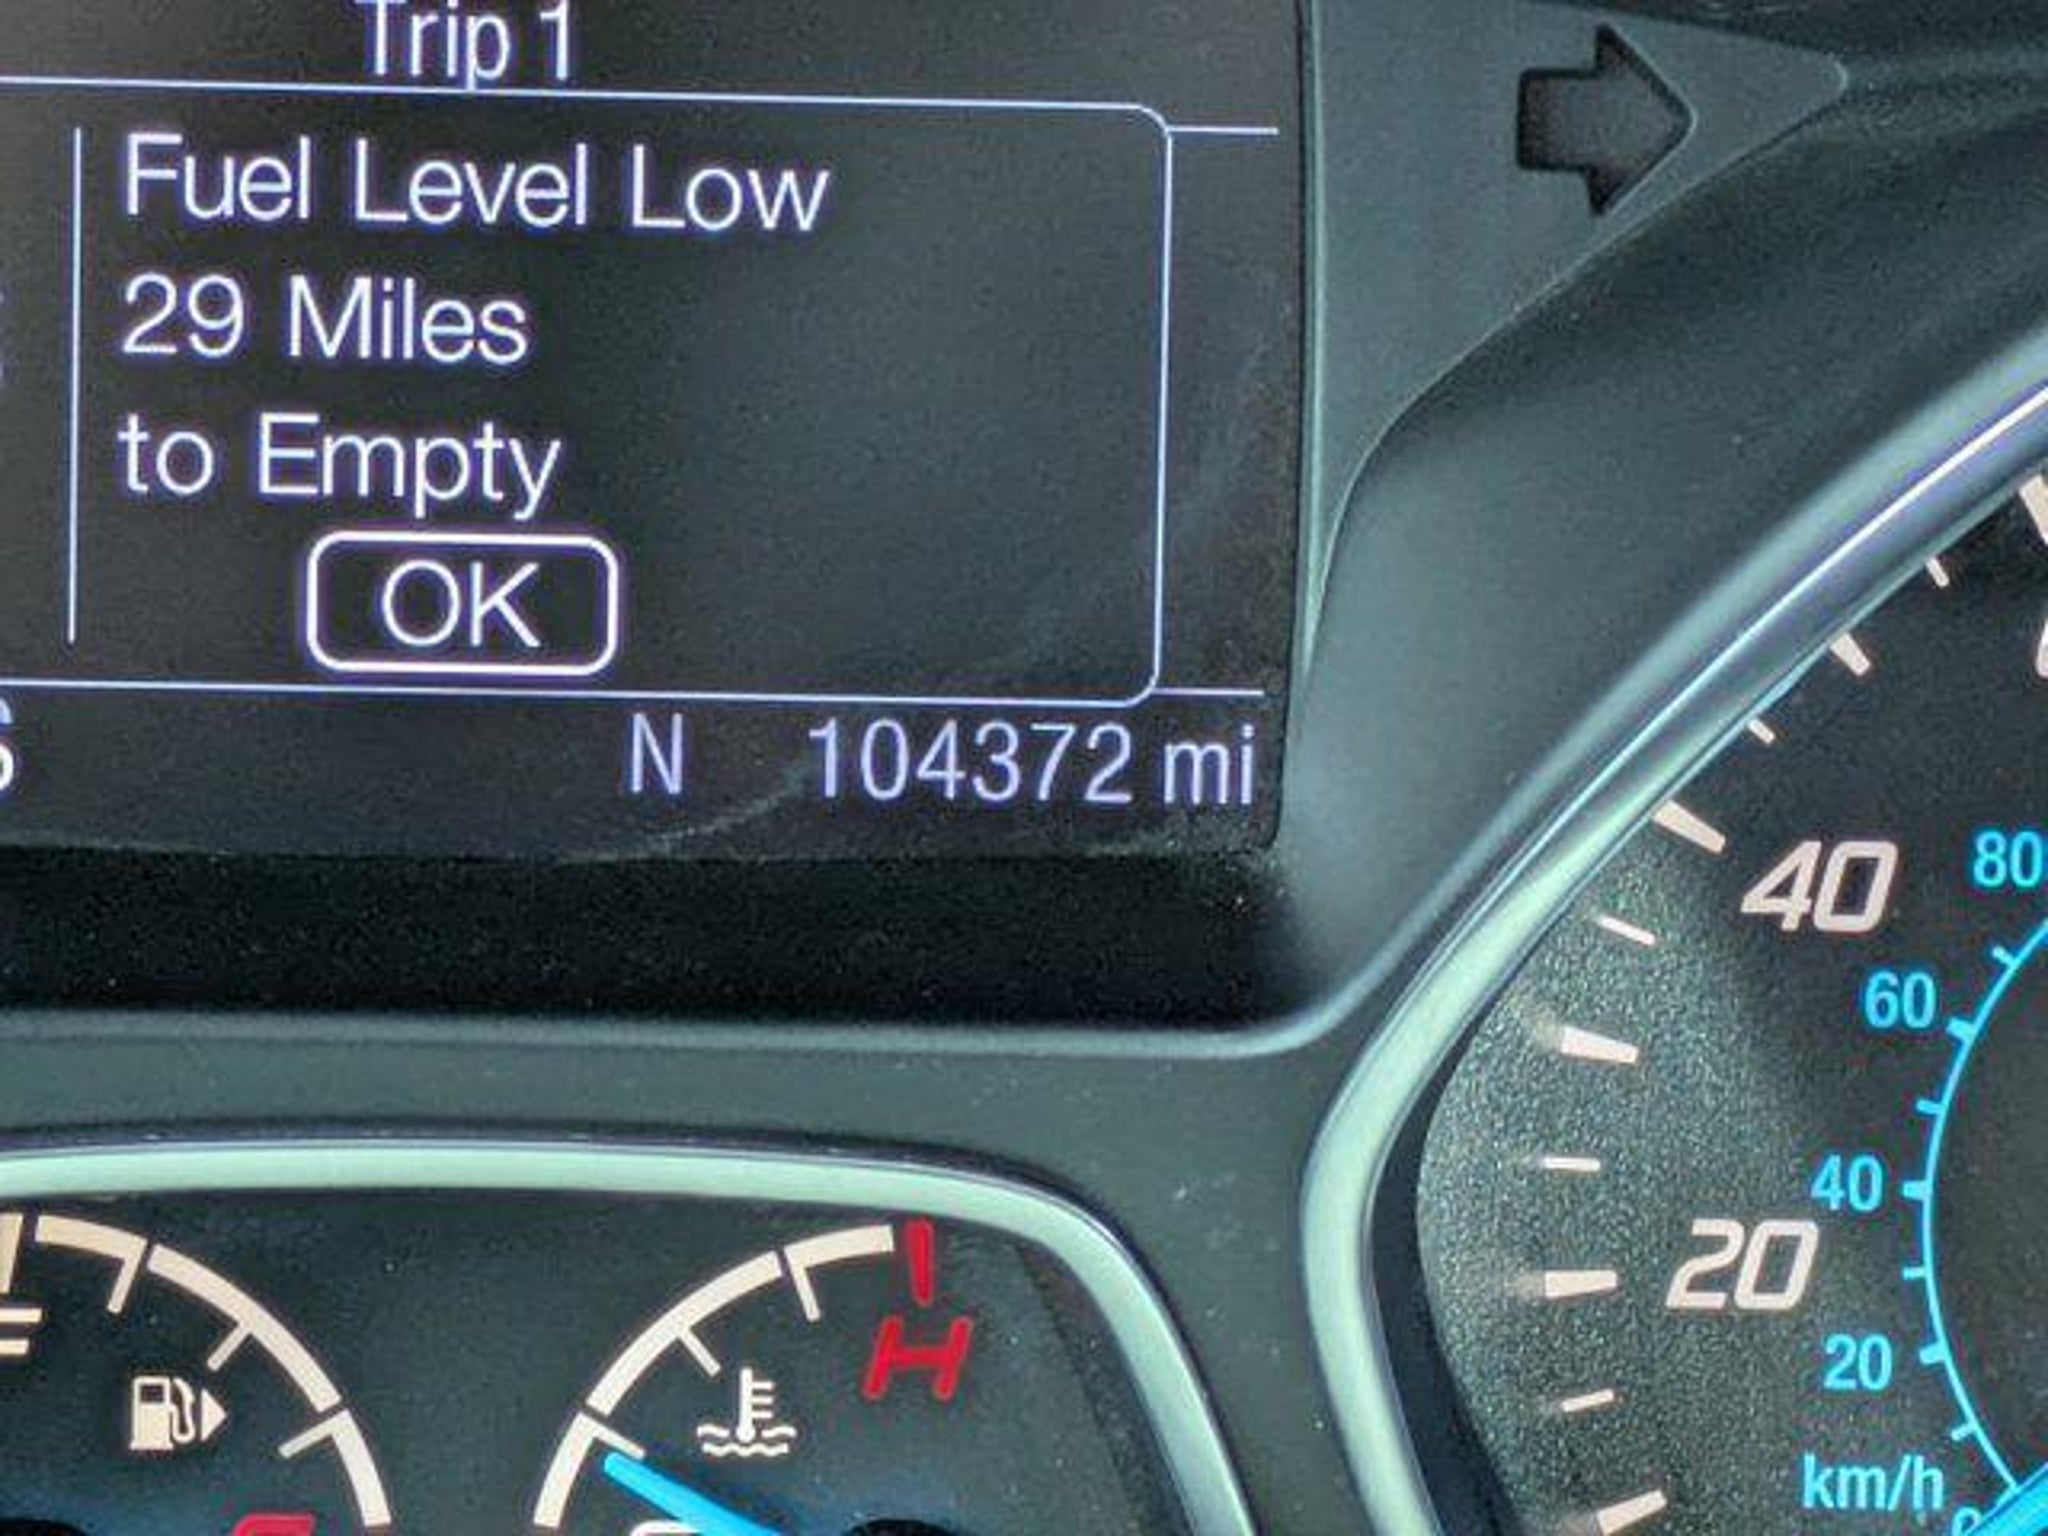 Trip 1
Fuel Level Low
29 Miles
to Empty
OK
N 104372 mi
40
80
60
40
20
20
km/h
H